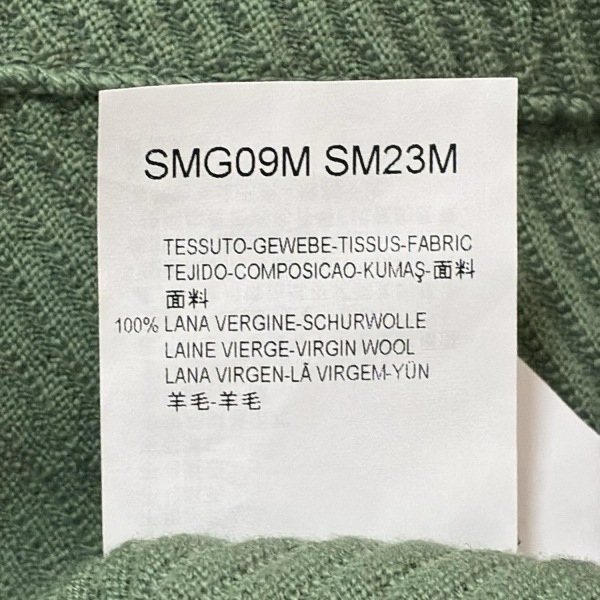 SMG09M SM23M
TESSUTO-GEWEBE-TISSUS-FABRIC
TEJIDO-COMPOSICAO-KUMAŞ-面料
面料
100% LANA VERGINE-SCHURWOLLE
LAINE VIERGE-VIRGIN WOOL
LANA VIRGEN-LÃ VIRGEM-YÜN
羊毛-羊毛